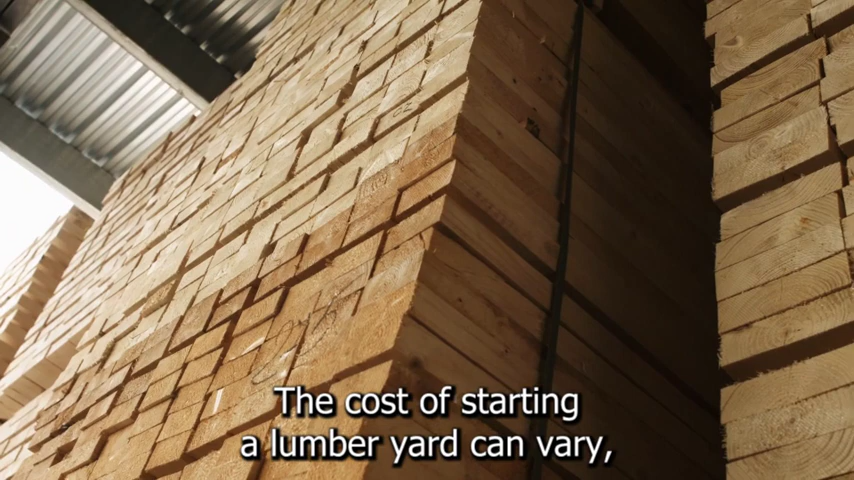 The cost of starting
a lumber yard can vary,